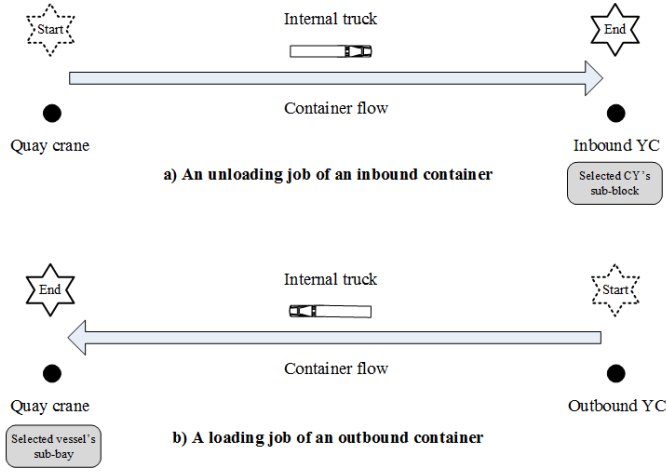 Start
Internal truck
End
Container flow
Quay crane
Inbound YC
a) An unloading job of an inbound container
Selected CY's
sub-block
End
Internal truck
Start
Container flow
Quay crane
Outbound YC
Selected vessel's
sub-bay
b) A loading job of an outbound container